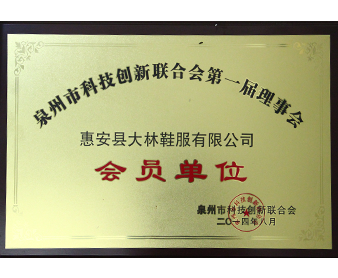 泉州市科技创新联合会第一届理事会
惠安县大林鞋服有限公司
会员单位
泉州市科技创新联合会
二〇一四年八月